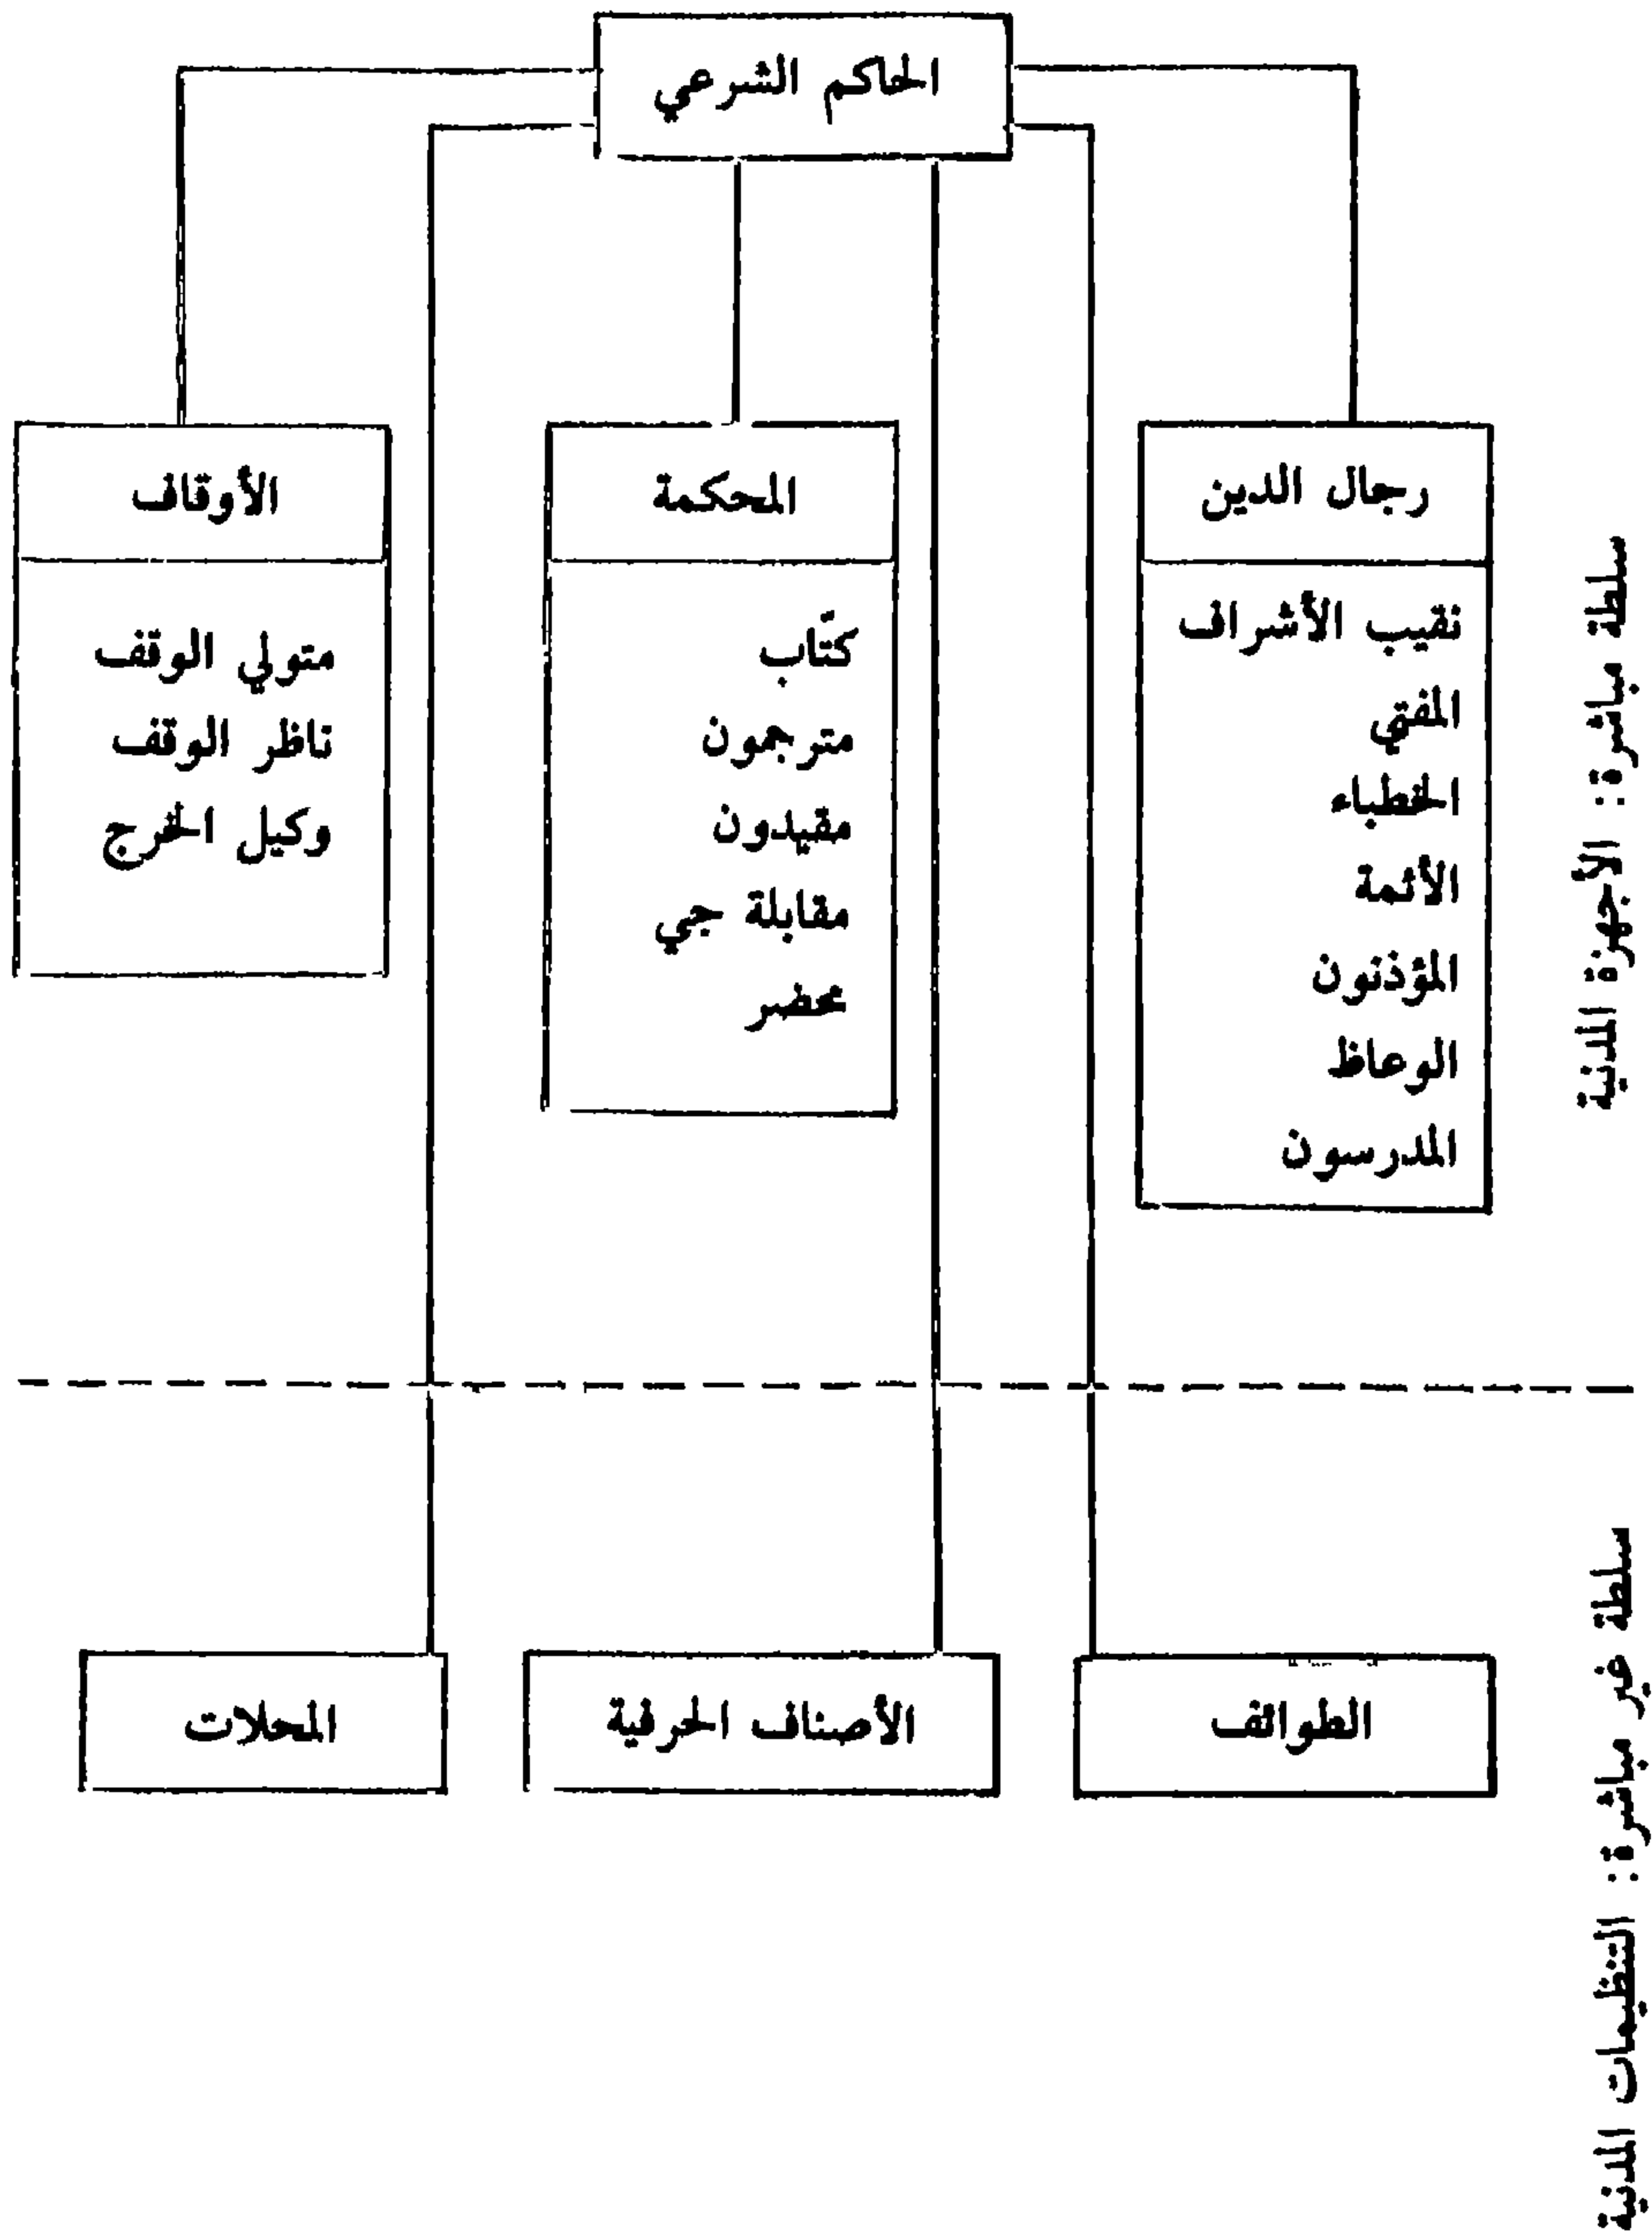 الحاكم الشرعي
رجال الدين
نقيب الأشراف
المفتي
الخطباء
الأئمة
المؤذنون
الوعاظ
المدرسون
المحكمة
كتّاب
مترجمون
مقيدون
مقابلة جي
محضر
الأوقاف
متولي الوقف
ناظر الوقف
وكيل الخرج
سلطة مباشرة: الأجهزة المدنية
الطوائف
الأصناف الحرفية
المحلات
سلطة غير مباشرة: التنظيمات المدنية